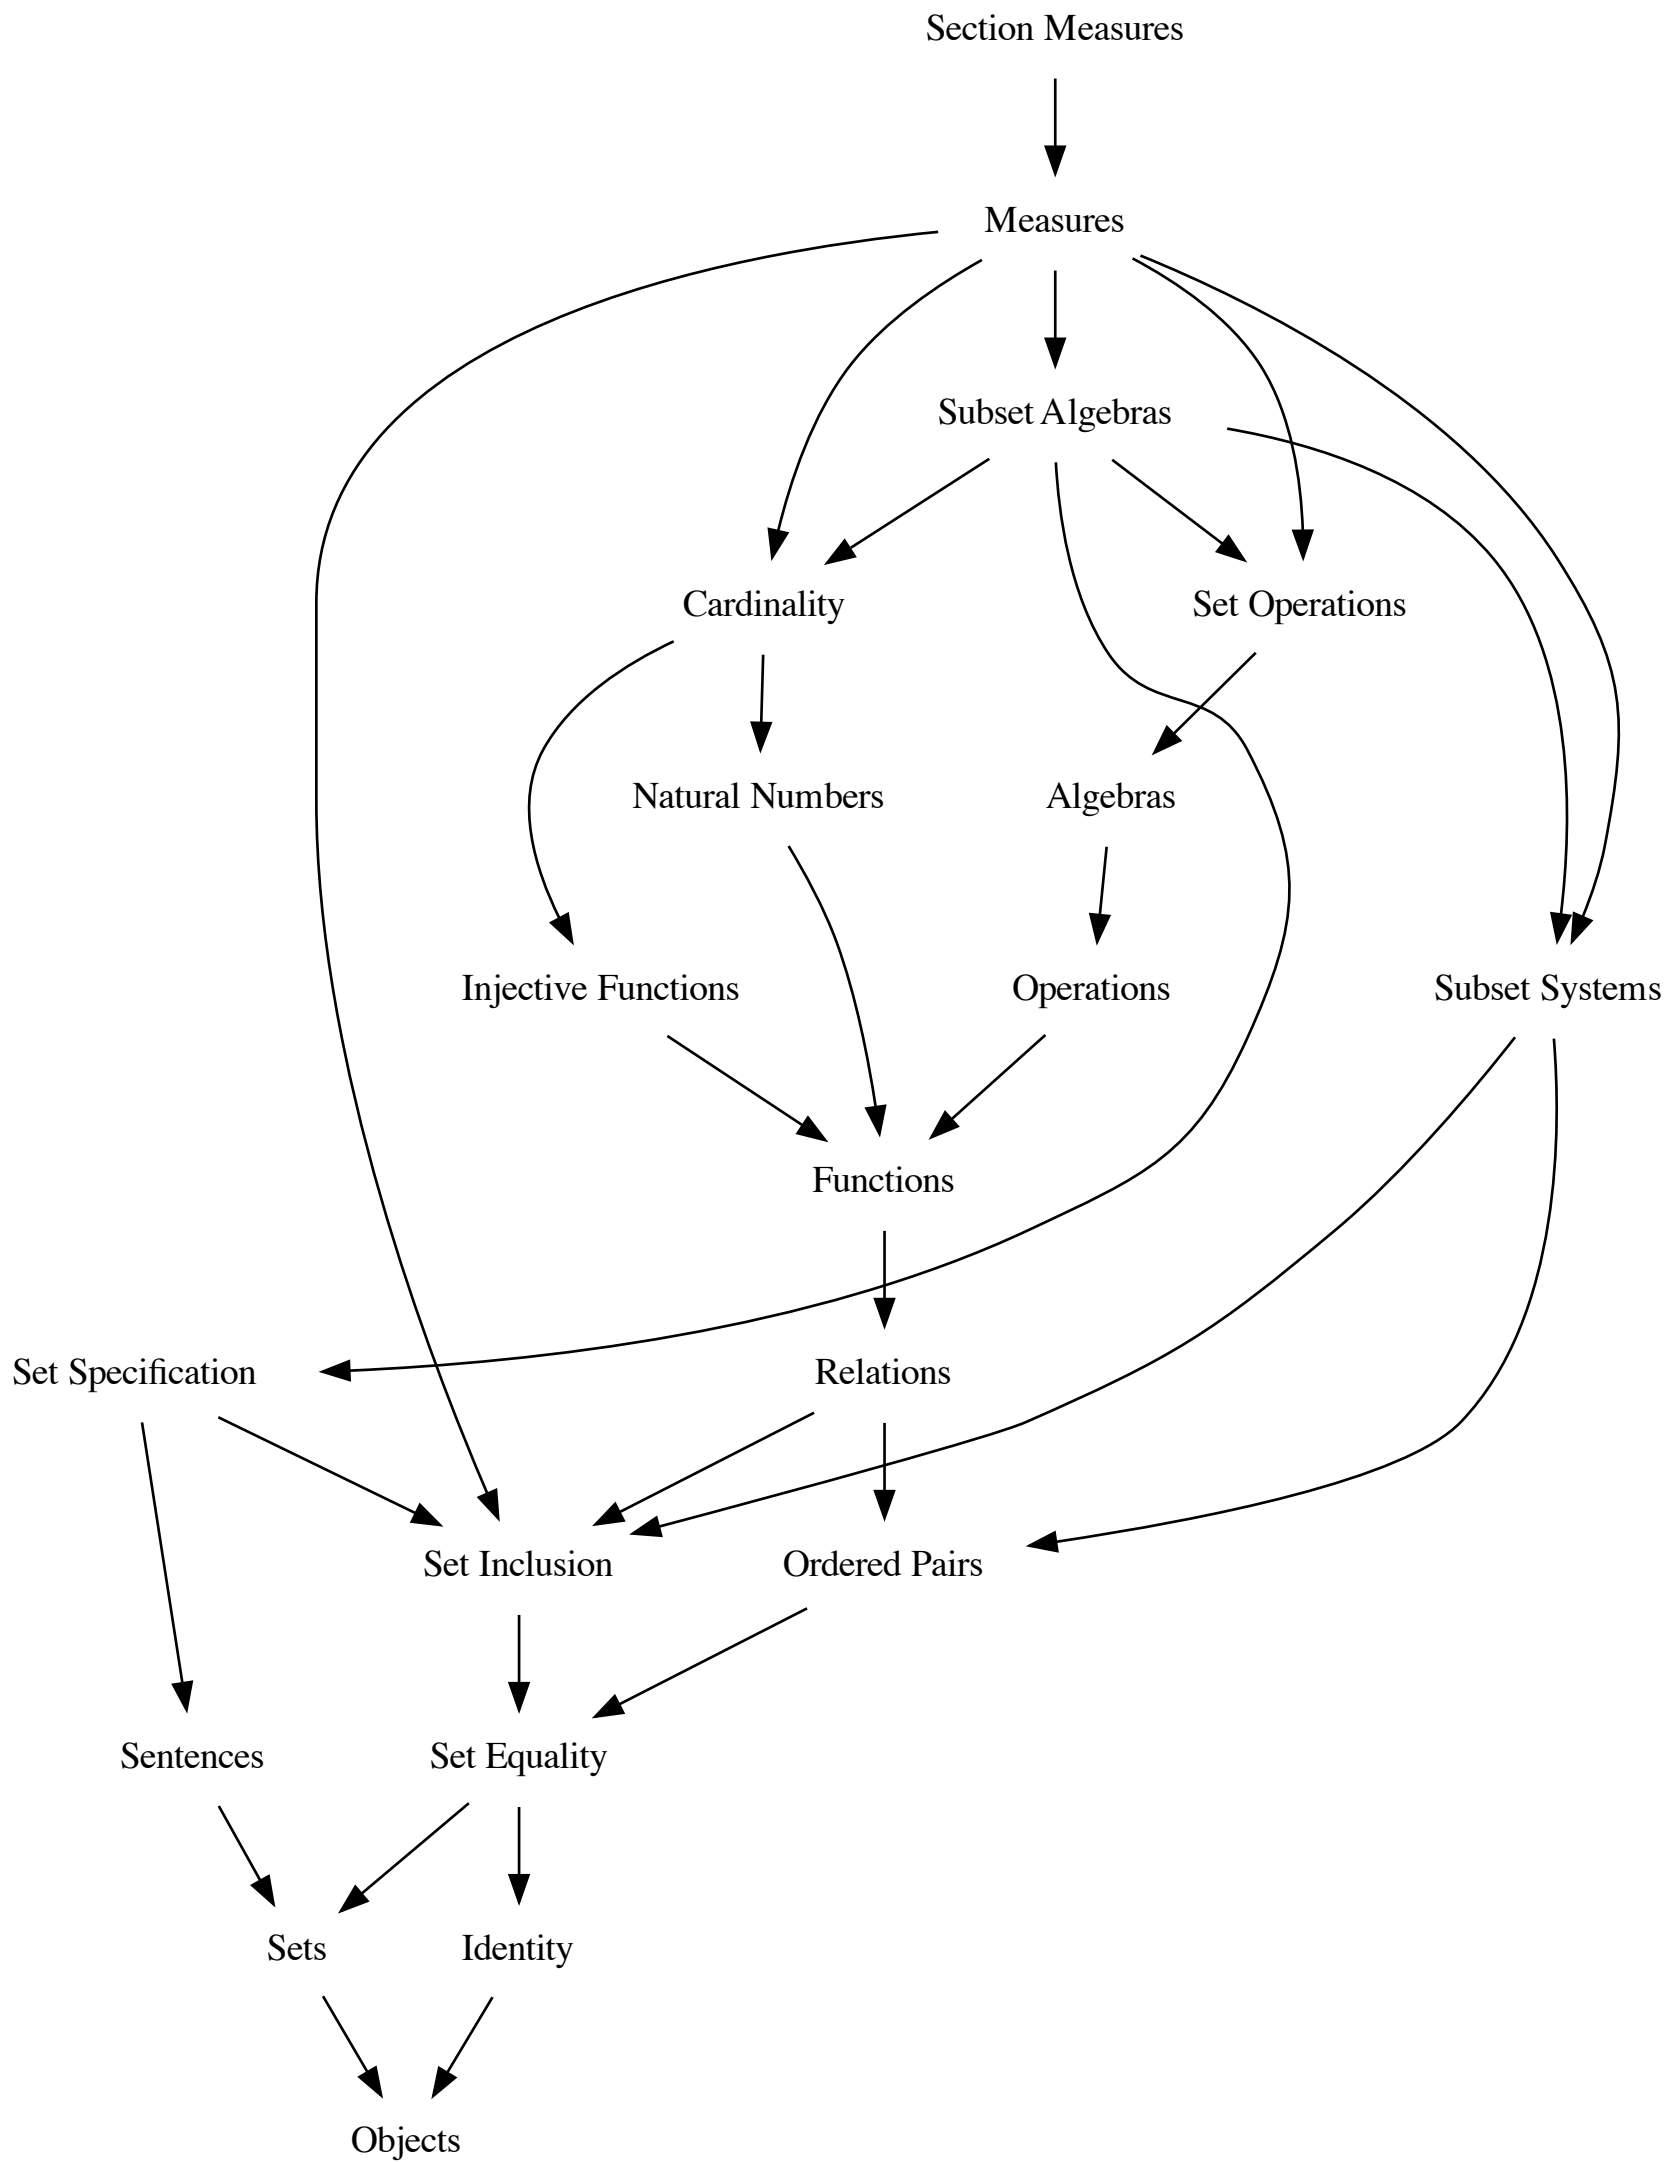 Section Measures
Measures
Subset Algebras
Cardinality
Set Operations
Natural Numbers
Algebras
Injective Functions
Operations
Subset Systems
Functions
Set Specification
Relations
Set Inclusion
Ordered Pairs
Sentences
Set Equality
Sets
Identity
Objects